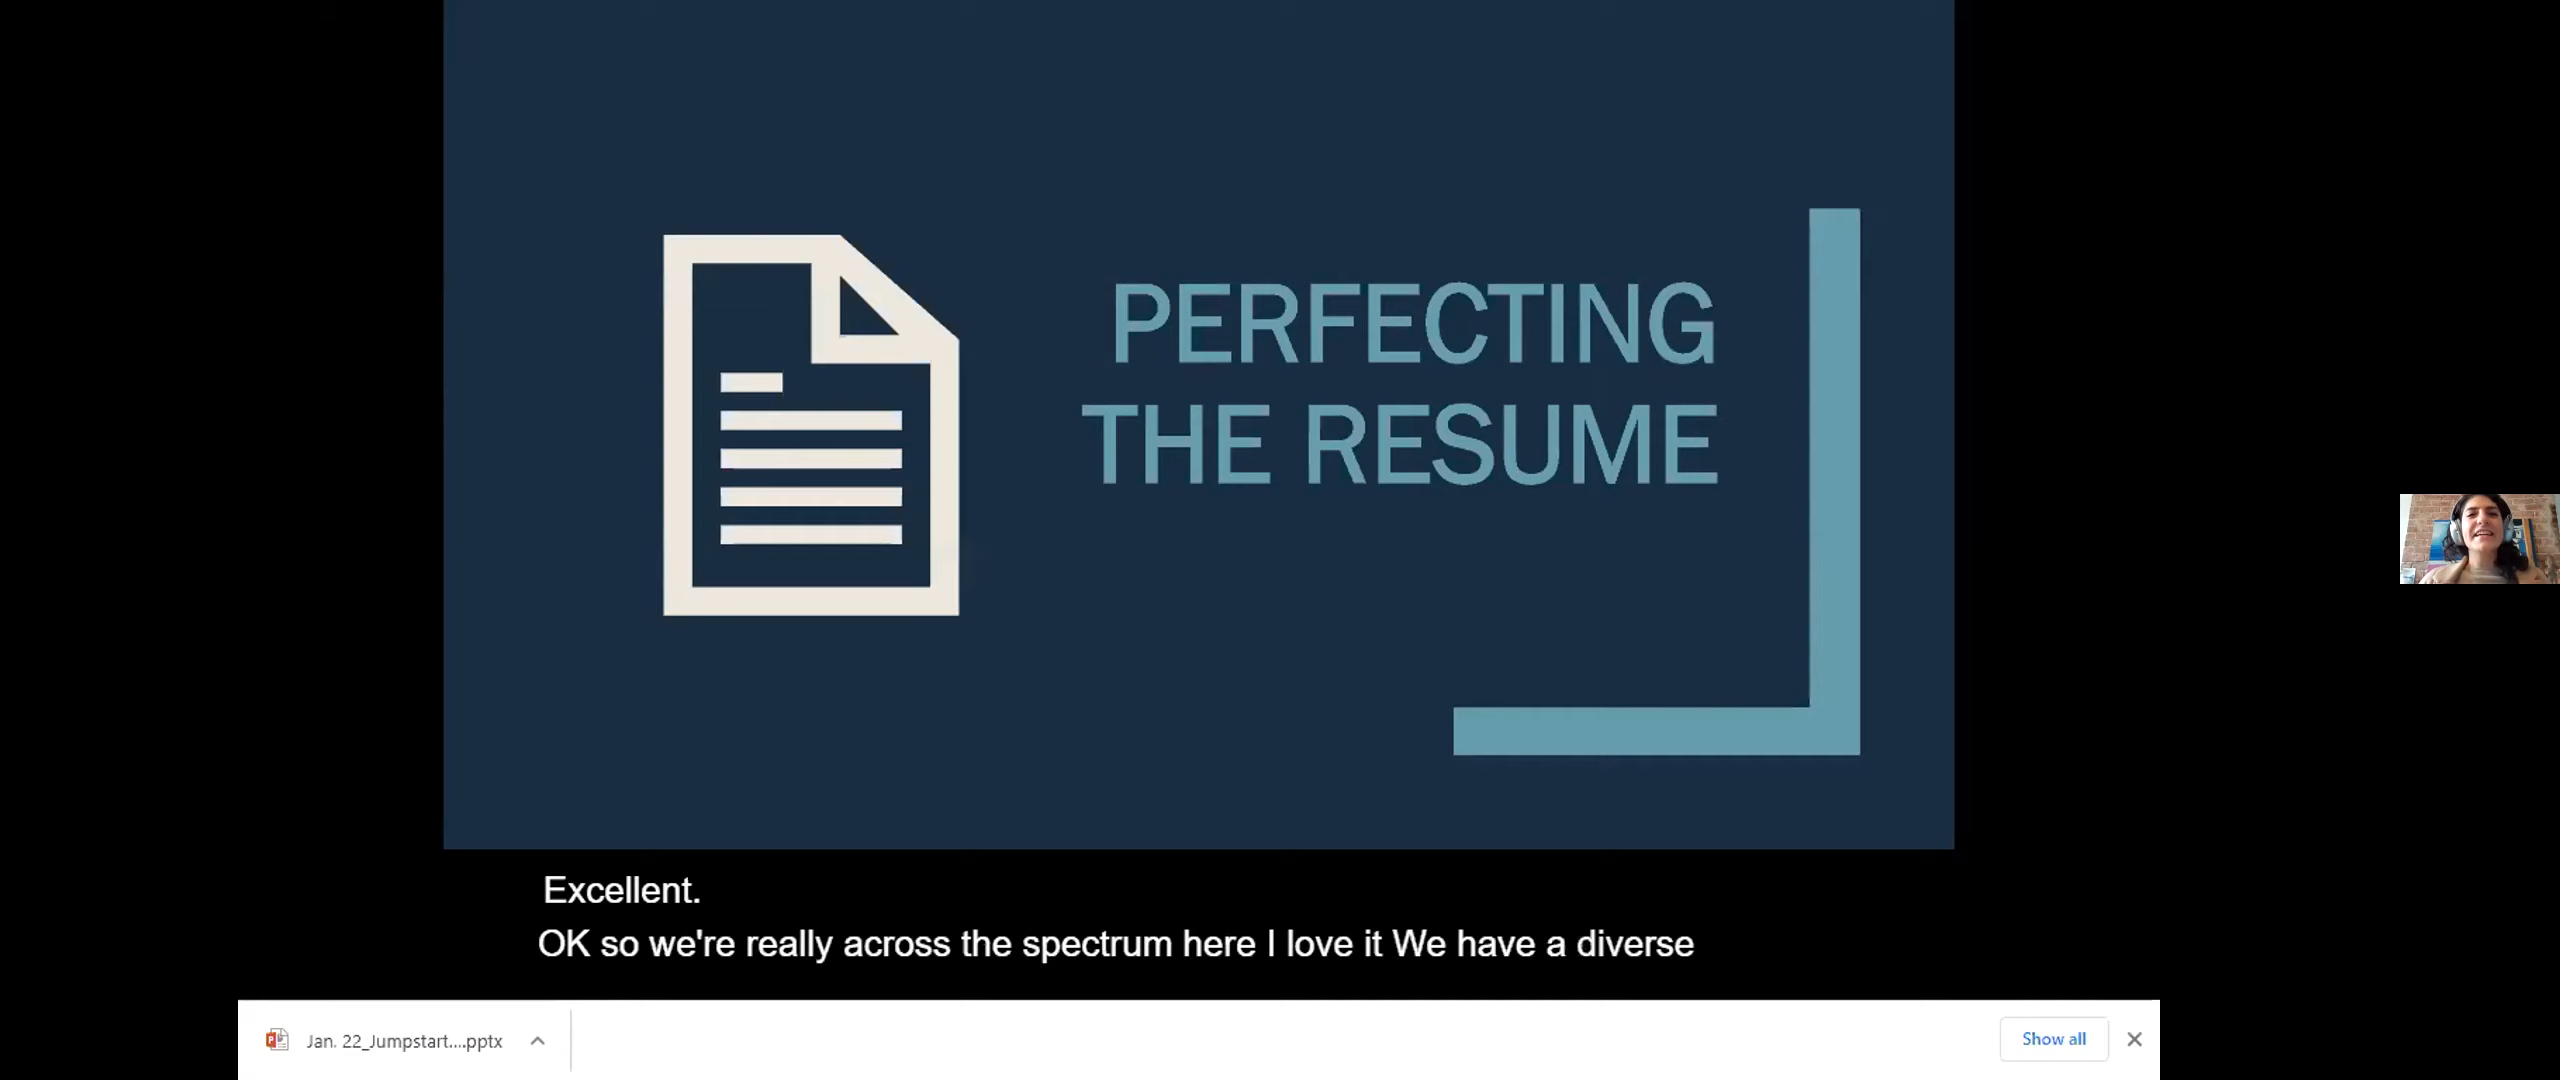 PERFECTING
THE RESUME
Excellent.
OK so we're really across the spectrum here I love it We have a diverse
Jan. 22_Jumpstart....pptx
Show all